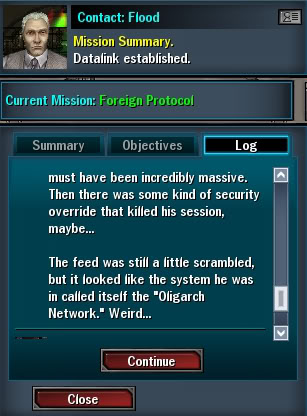 Contact: Flood
Mission Summary.
Datalink established.
Current Mission: Foreign Protocol
Summary
Objectives
Log
must have been incredibly massive.
Then there was some kind of security
override that killed his session,
maybe...
The feed was still a little scrambled,
but it looked like the system he was
in called itself the "Oligarch
Network." Weird...
Continue
Close